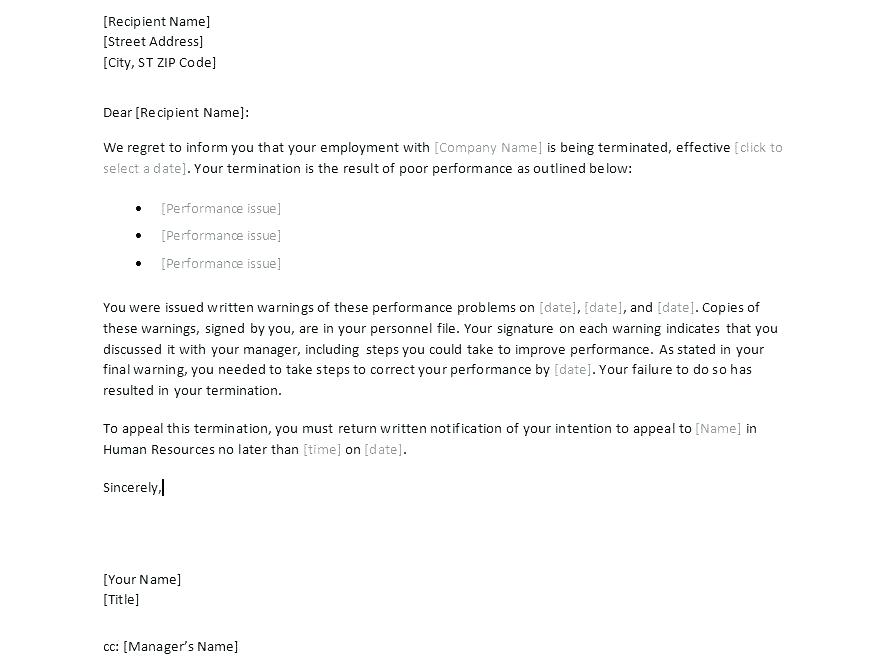 [Recipient Name]
[Street Address]
[City, ST ZIP Code]
Dear [Recipient Name]:
We regret to inform you that your employment with [Company Name] is being terminated, effective [click to
select a date]. Your termination is the result of poor performance as outlined below:
• [Performance issue]
• [Performance issue]
• [Performance issue]
You were issued written warnings of these performance problems on [date], [date], and [date]. Copies of
these warnings, signed by you, are in your personnel file. Your signature on each warning indicates that you
discussed it with your manager, including steps you could take to improve performance. As stated in your
final warning, you needed to take steps to correct your performance by [date]. Your failure to do so has
resulted in your termination.
To appeal this termination, you must return written notification of your intention to appeal to [Name] in
Human Resources no later than [time] on [date].
Sincerely,
[Your Name]
[Title]
cc: [Manager’s Name]